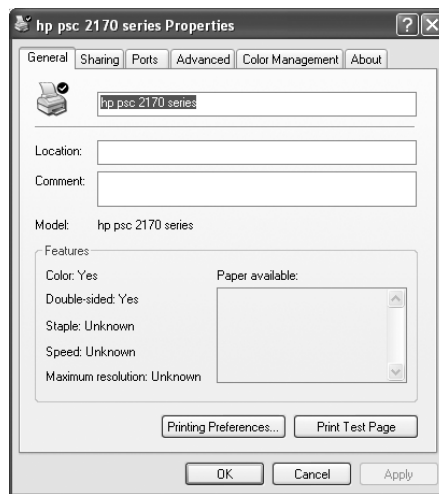 hp psc 2170 series Properties
General Sharing Ports Advanced Color Management About
hp psc 2170 series
Location:
Comment:
Model: hp psc 2170 series
Features
Color: Yes Paper available:
Double-sided: Yes
Staple: Unknown
Speed: Unknown
Maximum resolution: Unknown
Printing Preferences... Print Test Page
OK Cancel Apply